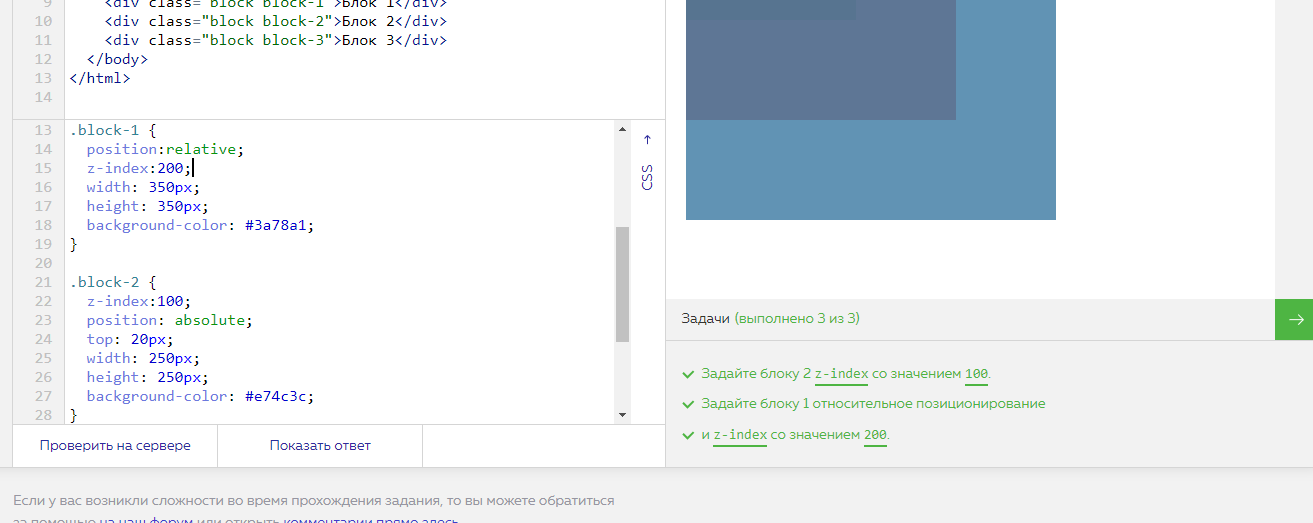 9 <div class="block block-1">Блок 1</div>
10 <div class="block block-2">Блок 2</div>
11 <div class="block block-3">Блок 3</div>
12 </body>
13 </html>
14
13 .block-1 {
14 position:relative;
15 z-index:200;
16 width: 350px;
17 height: 350px;
18 background-color: #3a78a1;
19 }
20
21 .block-2 {
22 z-index:100;
23 position: absolute;
24 top: 20px;
25 width: 250px;
26 height: 250px;
27 background-color: #e74c3c;
28 }
CSS
Проверить на сервере
Показать ответ
Задачи (выполнено 3 из 3)
Задайте блоку 2 z-index со значением 100.
Задайте блоку 1 относительное позиционирование
и z-index со значением 200.
Если у вас возникли сложности во время прохождения задания, то вы можете обратиться
за помощью на наш форум или открыть комментарии прямо здесь